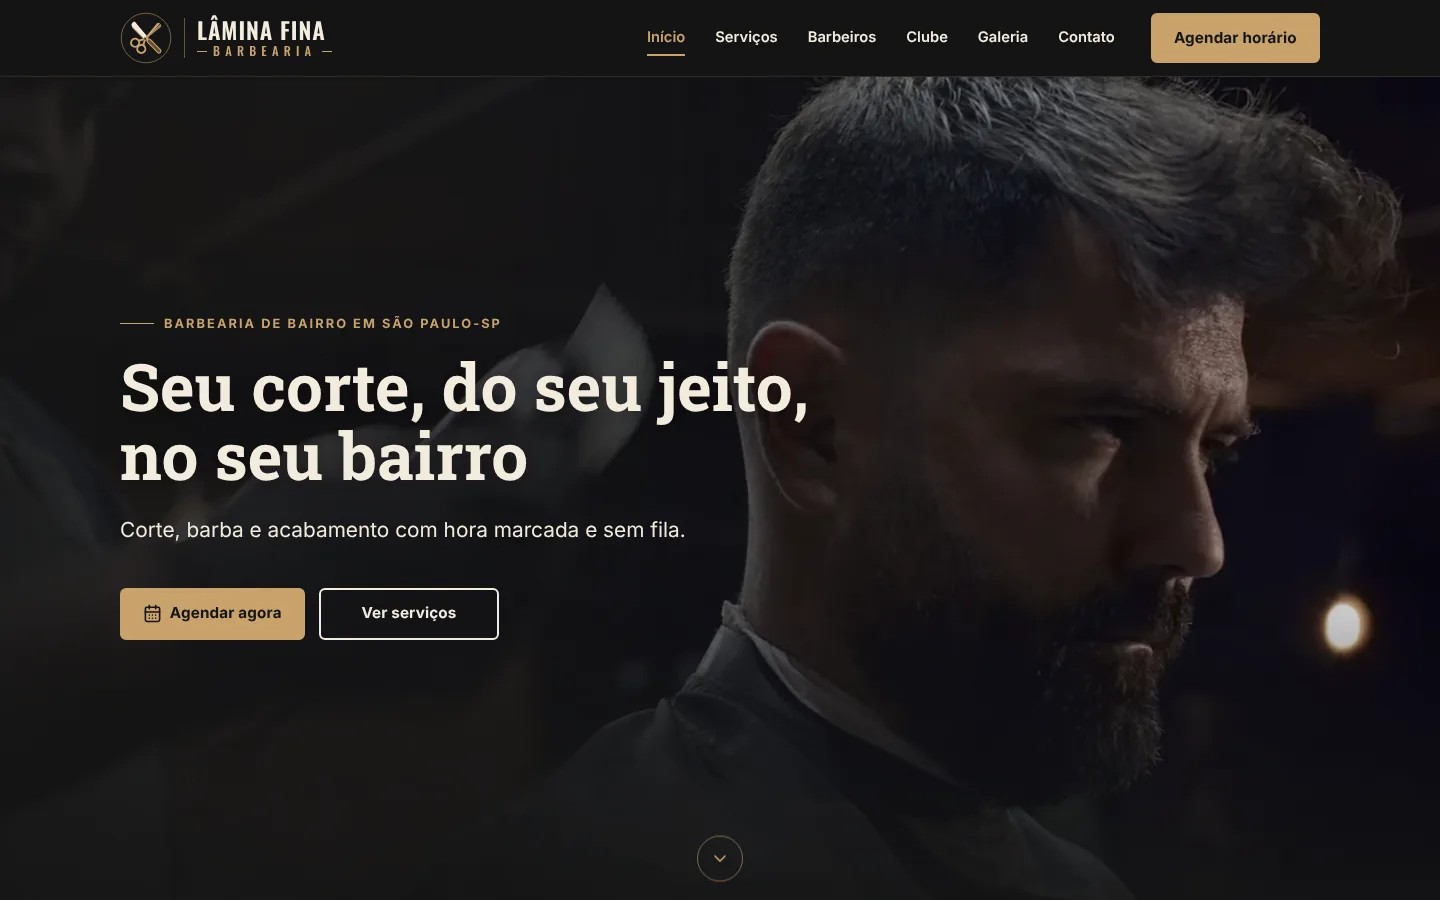 LÂMINA FINA
BARBEARIA
Início
Serviços
Barbeiros
Clube
Galeria
Contato
Agendar horário
BARBEARIA DE BAIRRO EM SÃO PAULO-SP
Seu corte, do seu jeito,
no seu bairro
Corte, barba e acabamento com hora marcada e sem fila.
Agendar agora
Ver serviços